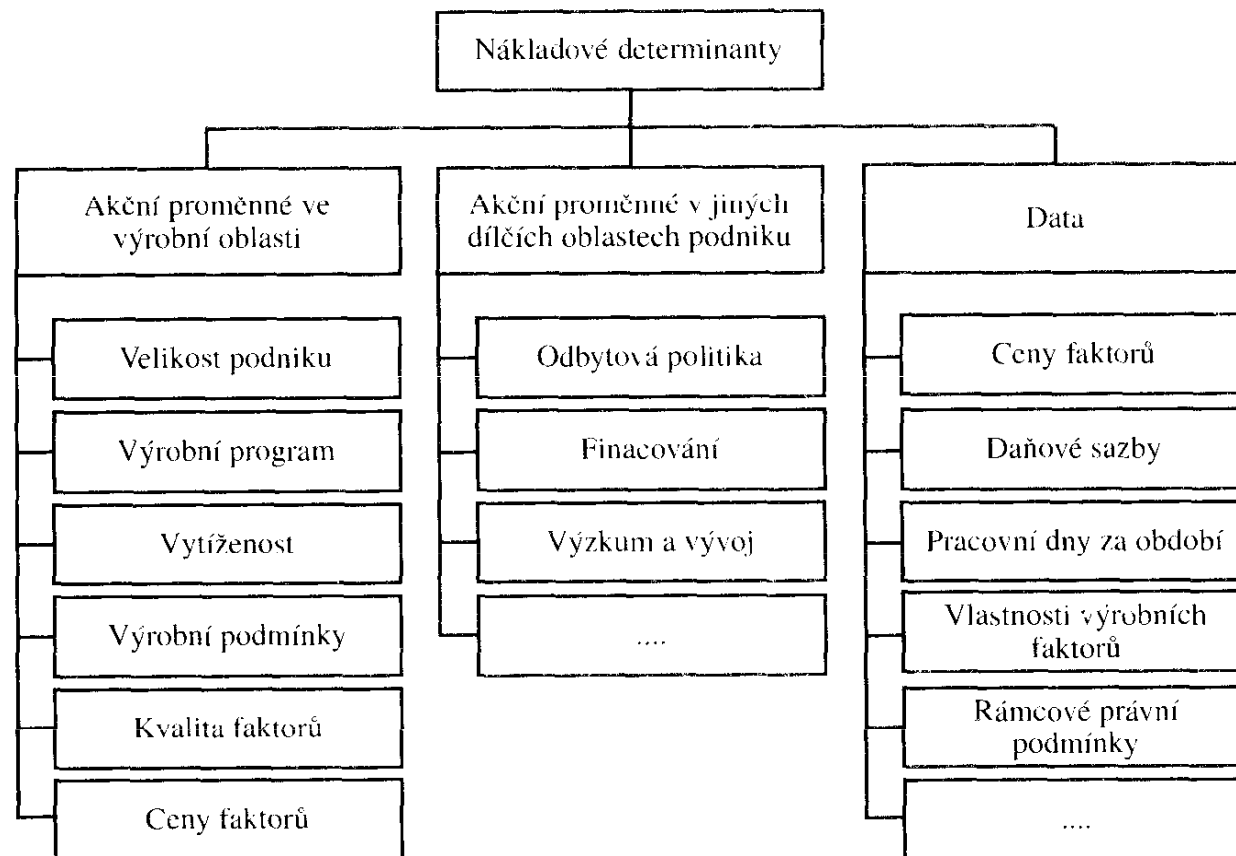 Nákladové determinanty
Akční proměnné ve
výrobní oblasti
Velikost podniku
Výrobní program
Vytíženost
Výrobní podmínky
Kvalita faktorů
Ceny faktorů
Akční proměnné v jiných
dílčích oblastech podniku
Odbytová politika
Finacování
Výzkum a vývoj
....
Data
Ceny faktorů
Daňové sazby
Pracovní dny za období
Vlastnosti výrobních
faktorů
Rámcové právní
podmínky
....